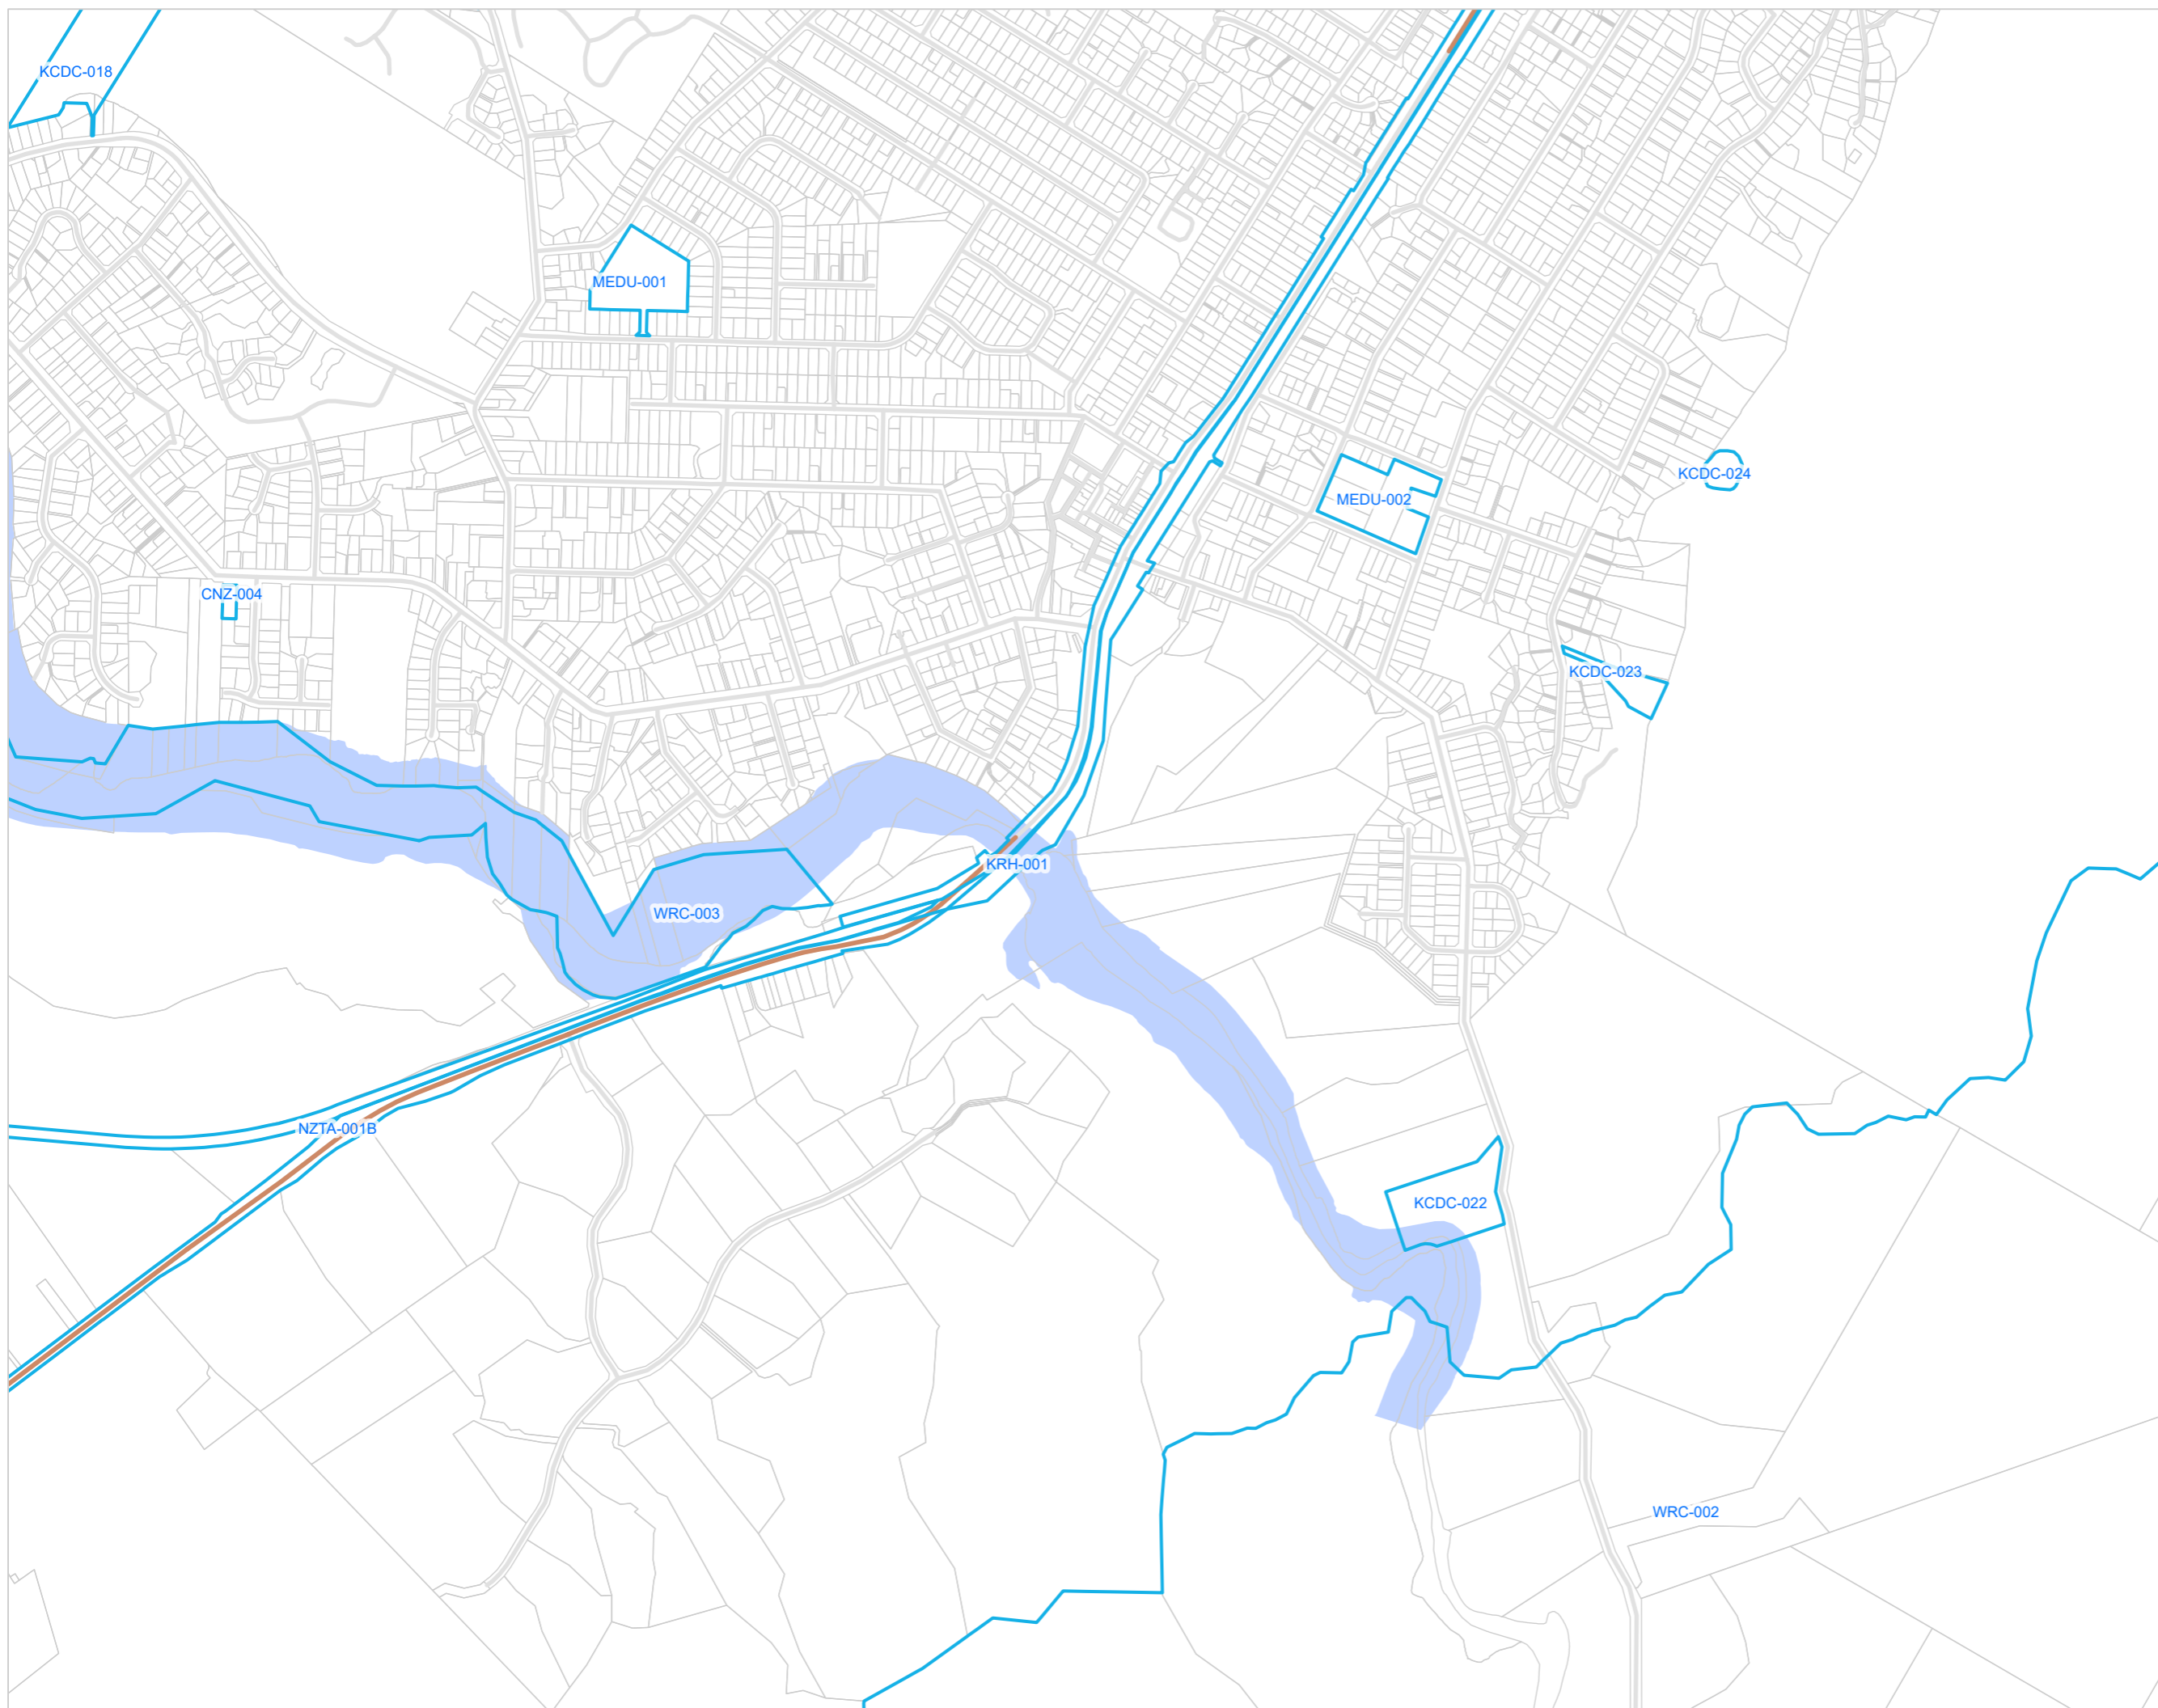 KCDC-018
MEDU-001
KCDC-024
MEDU-002
CNZ-004
KCDC-023
KRH-001
WRC-003
NZTA-001B
KCDC-022
WRC-002